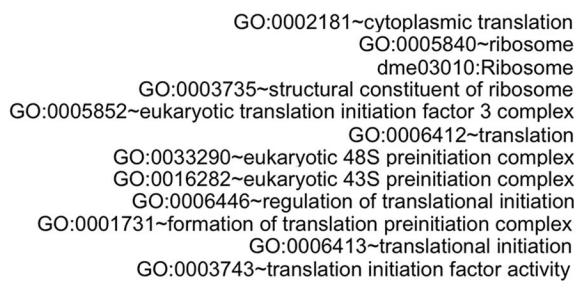 GO:0002181~cytoplasmic translation
GO:0005840~ribosome
dme03010:Ribosome
GO:0003735~structural constituent of ribosome
GO:0005852~eukaryotic translation initiation factor 3 complex
GO:0006412~translation
GO:0033290~eukaryotic 48S preinitiation complex
GO:0016282~eukaryotic 43S preinitiation complex
GO:0006446~regulation of translational initiation
GO:0001731~formation of translation preinitiation complex
GO:0006413~translational initiation
GO:0003743~translation initiation factor activity